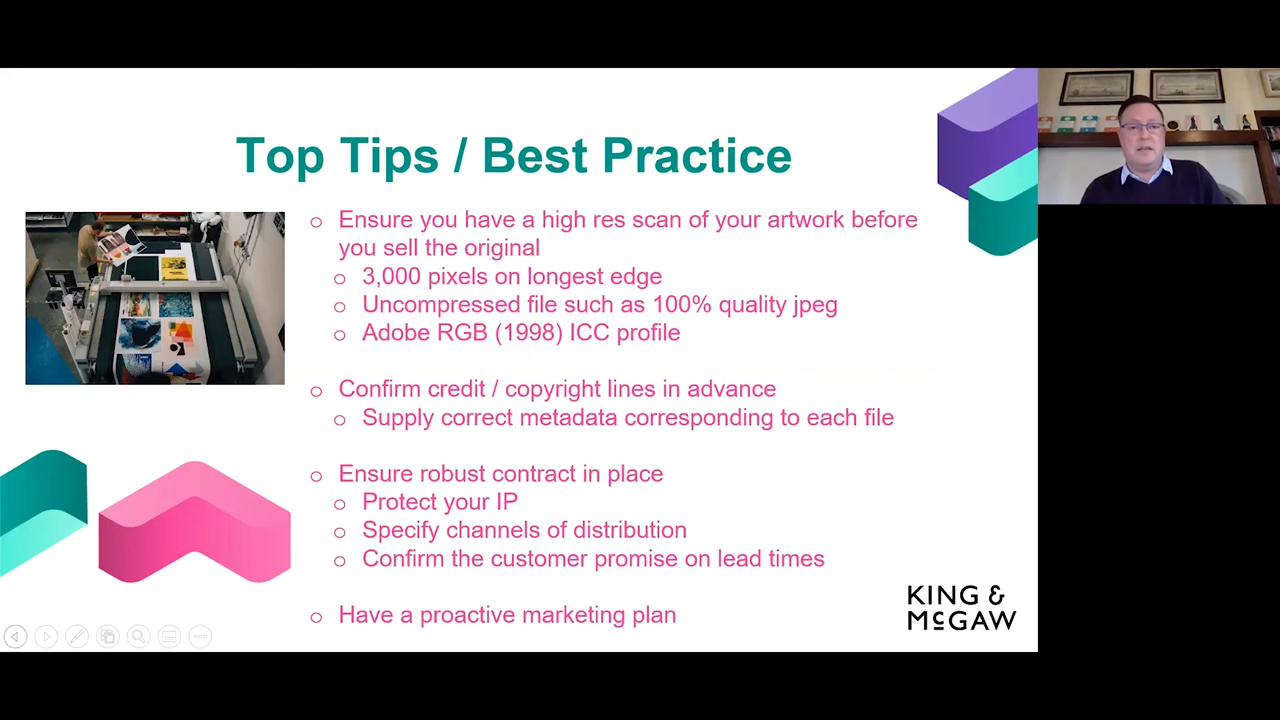 Top Tips / Best Practice
o Ensure you have a high res scan of your artwork before
you sell the original
o 3,000 pixels on longest edge
o Uncompressed file such as 100% quality jpeg
o Adobe RGB (1998) ICC profile
o Confirm credit / copyright lines in advance
o Supply correct metadata corresponding to each file
o Ensure robust contract in place
o Protect your IP
o Specify channels of distribution
o Confirm the customer promise on lead times
o Have a proactive marketing plan
KING &
McGAW